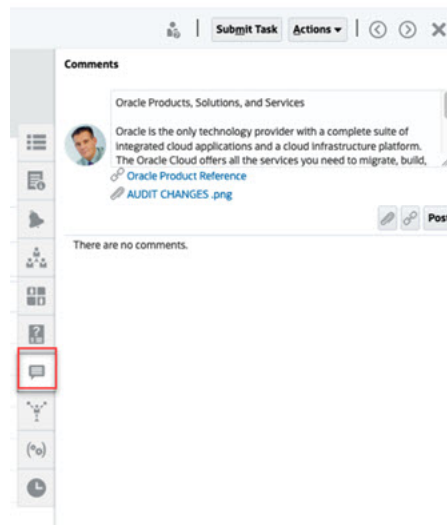 Submit Task Actions
Comments
Oracle Products, Solutions, and Services
Oracle is the only technology provider with a complete suite of
integrated cloud applications and a cloud infrastructure platform.
The Oracle Cloud offers all the services you need to migrate, build,
Oracle Product Reference
AUDIT CHANGES .png
Post
There are no comments.